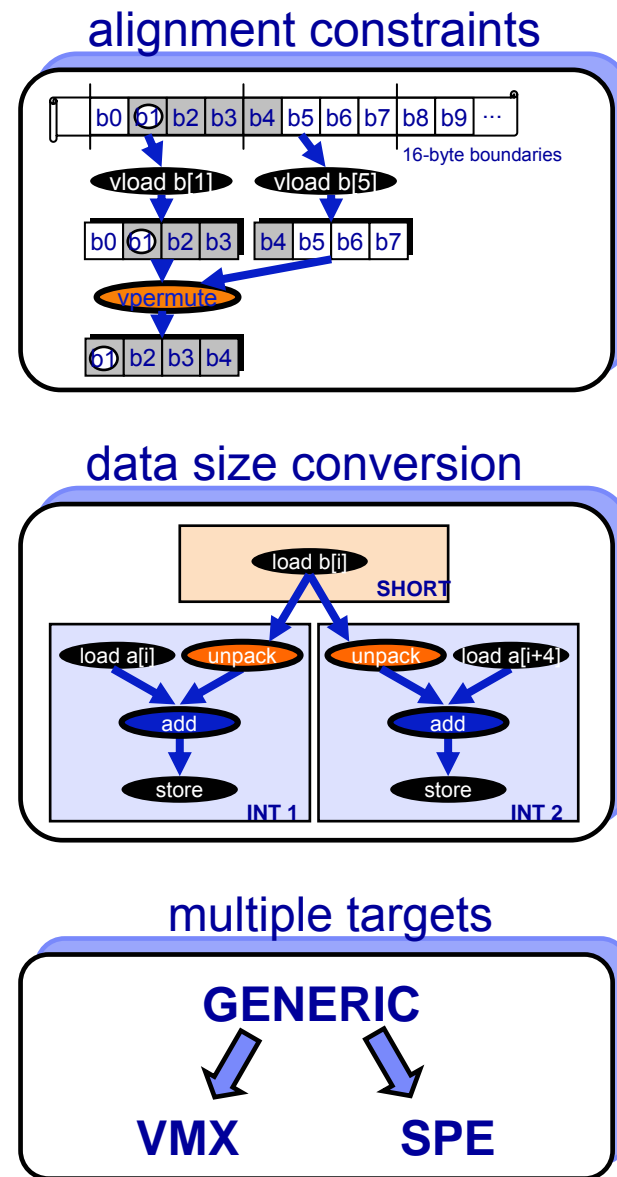 alignment constraints
b0 b1 b2 b3 b4 b5 b6 b7 b8 b9 ...
16-byte boundaries
vload b[1] vload b[5]
b0 b1 b2 b3 b4 b5 b6 b7
vpermute
b1 b2 b3 b4
data size conversion
load b[i]
SHORT
load a[i] unpack unpack load a[i+4]
add add
store store
INT 1 INT 2
multiple targets
GENERIC
VMX SPE